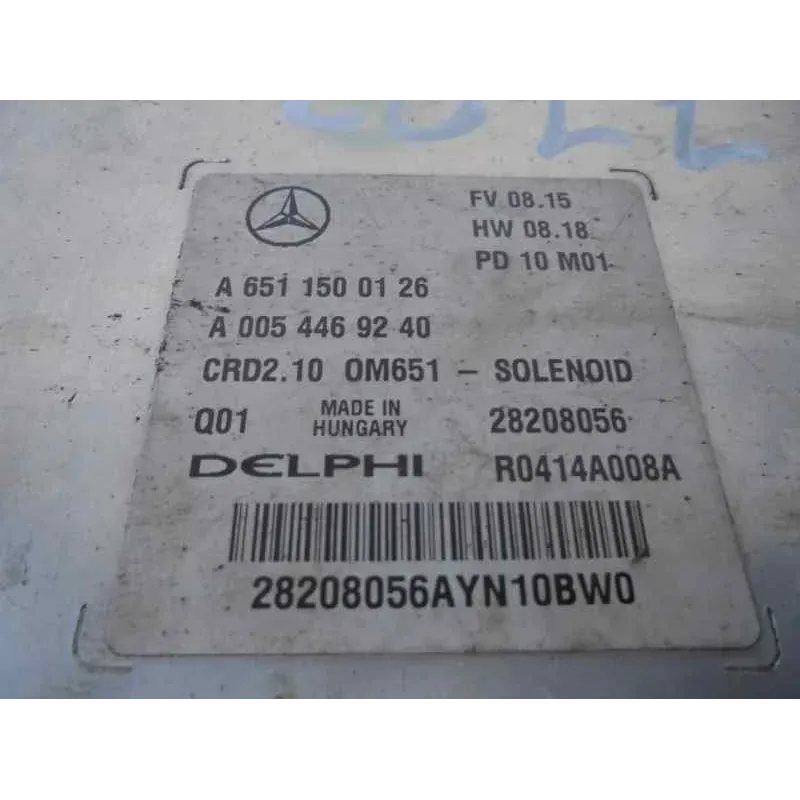 FV 08.15
HW 08.18
PD 10 M01
A 651 150 01 26
A 005 446 92 40
CRD2.10 OM651 - SOLENOID
Q01 MADE IN HUNGARY 28208056
DELPHI R0414A008A
28208056AYN10BW0